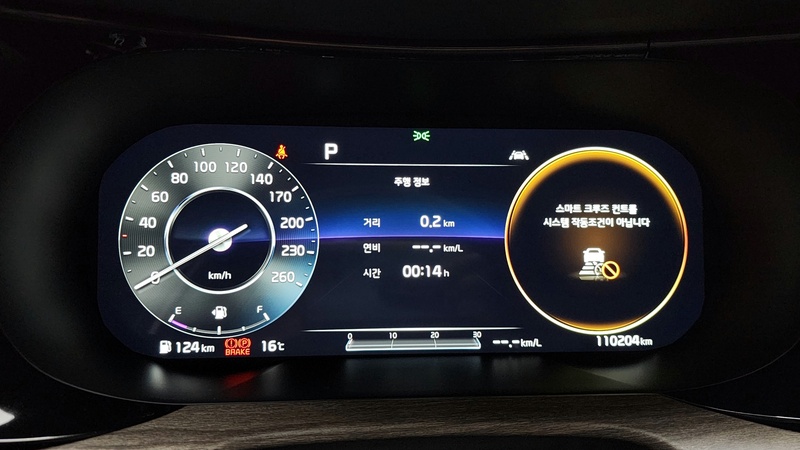 P
100 120
80 140
60 170
40 200
20 230
0 260
km/h
E F
124 km
BRAKE
16℃
주행 정보
거리 0.2 km
연비 --.- km/L
시간 00:14 h
0 10 20 30
--.- km/L
스마트 크루즈 컨트롤
시스템 작동조건이 아닙니다
110204 km